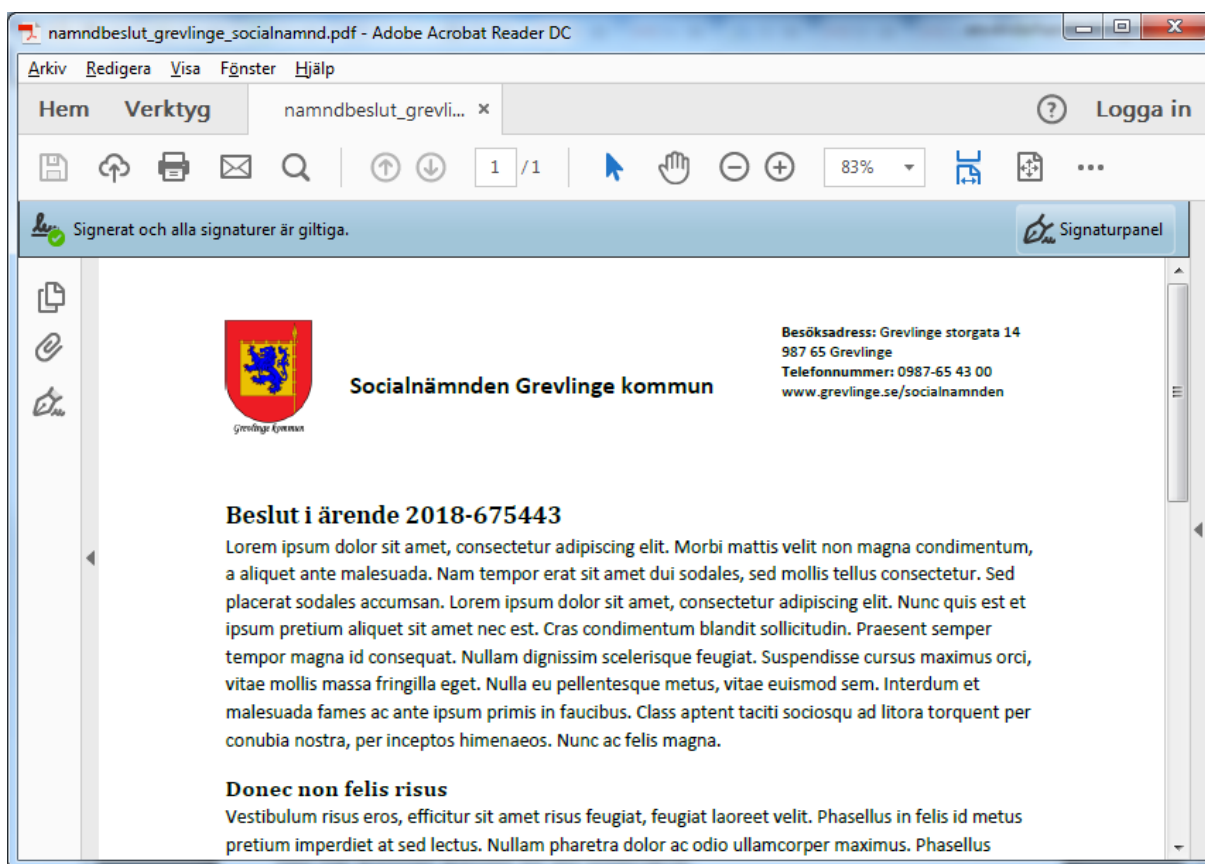 namndbeslut_grevlinge_socialnamnd.pdf - Adobe Acrobat Reader DC
Arkiv Redigera Visa Fönster Hjälp
Hem Verktyg namndbeslut_grevli... × ? Logga in
1 / 1 83% •••
Signerat och alla signaturer är giltiga. Signaturpanel
Besöksadress: Grevlinge storgata 14
987 65 Grevlinge
Telefonnummer: 0987-65 43 00
www.grevlinge.se/socialnamnden
Socialnämnden Grevlinge kommun
Grevlinge kommun
Beslut i ärende 2018-675443
Lorem ipsum dolor sit amet, consectetur adipiscing elit. Morbi mattis velit non magna condimentum,
a aliquet ante malesuada. Nam tempor erat sit amet dui sodales, sed mollis tellus consectetur. Sed
placerat sodales accumsan. Lorem ipsum dolor sit amet, consectetur adipiscing elit. Nunc quis est et
ipsum pretium aliquet sit amet nec est. Cras condimentum blandit sollicitudin. Praesent semper
tempor magna id consequat. Nullam dignissim scelerisque feugiat. Suspendisse cursus maximus orci,
vitae mollis massa fringilla eget. Nulla eu pellentesque metus, vitae euismod sem. Interdum et
malesuada fames ac ante ipsum primis in faucibus. Class aptent taciti sociosqu ad litora torquent per
conubia nostra, per inceptos himenaeos. Nunc ac felis magna.
Donec non felis risus
Vestibulum risus eros, efficitur sit amet risus feugiat, feugiat laoreet velit. Phasellus in felis id metus
pretium imperdiet at sed lectus. Nullam pharetra dolor ac odio ullamcorper maximus. Phasellus